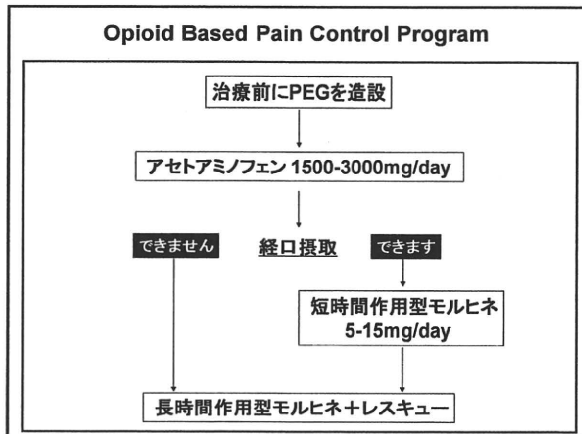 Opioid Based Pain Control Program
治療前にPEGを造設
アセトアミノフェン 1500-3000mg/day
できません
経口摂取
できます
短時間作用型モルヒネ
5-15mg/day
長時間作用型モルヒネ＋レスキュー